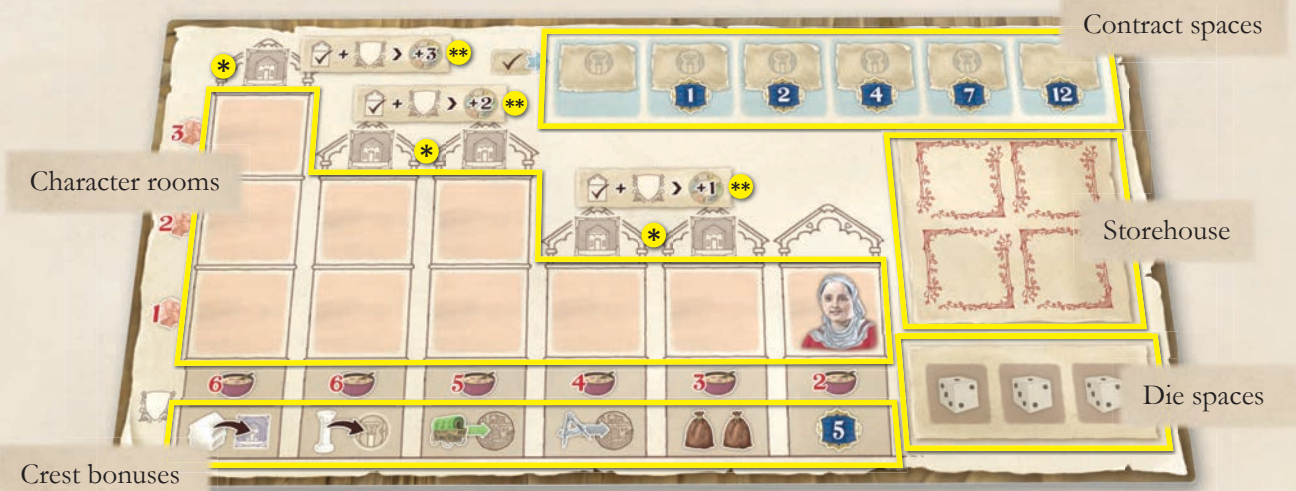 Contract spaces
* + > +3 **
+ > +2 **
1 2 4 7 12
3
*
Character rooms
+ > +1 **
2
*
Storehouse
1
6 6 5 4 3 2
Die spaces
5
Crest bonuses